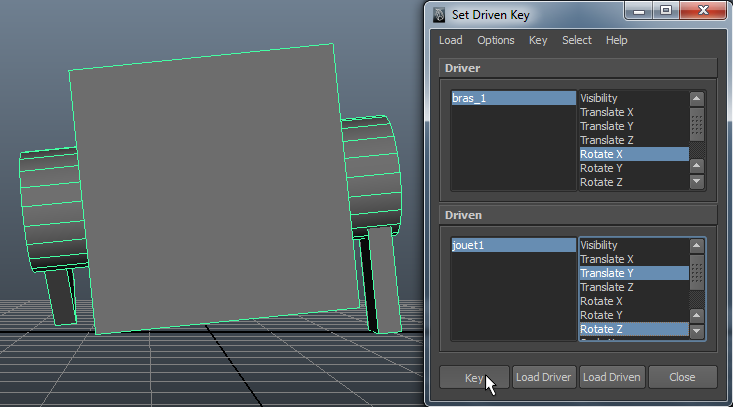 Set Driven Key
Load Options Key Select Help
Driver
bras_1
Visibility
Translate X
Translate Y
Translate Z
Rotate X
Rotate Y
Rotate Z
Driven
jouet1
Visibility
Translate X
Translate Y
Translate Z
Rotate X
Rotate Y
Rotate Z
Key Load Driver Load Driven Close